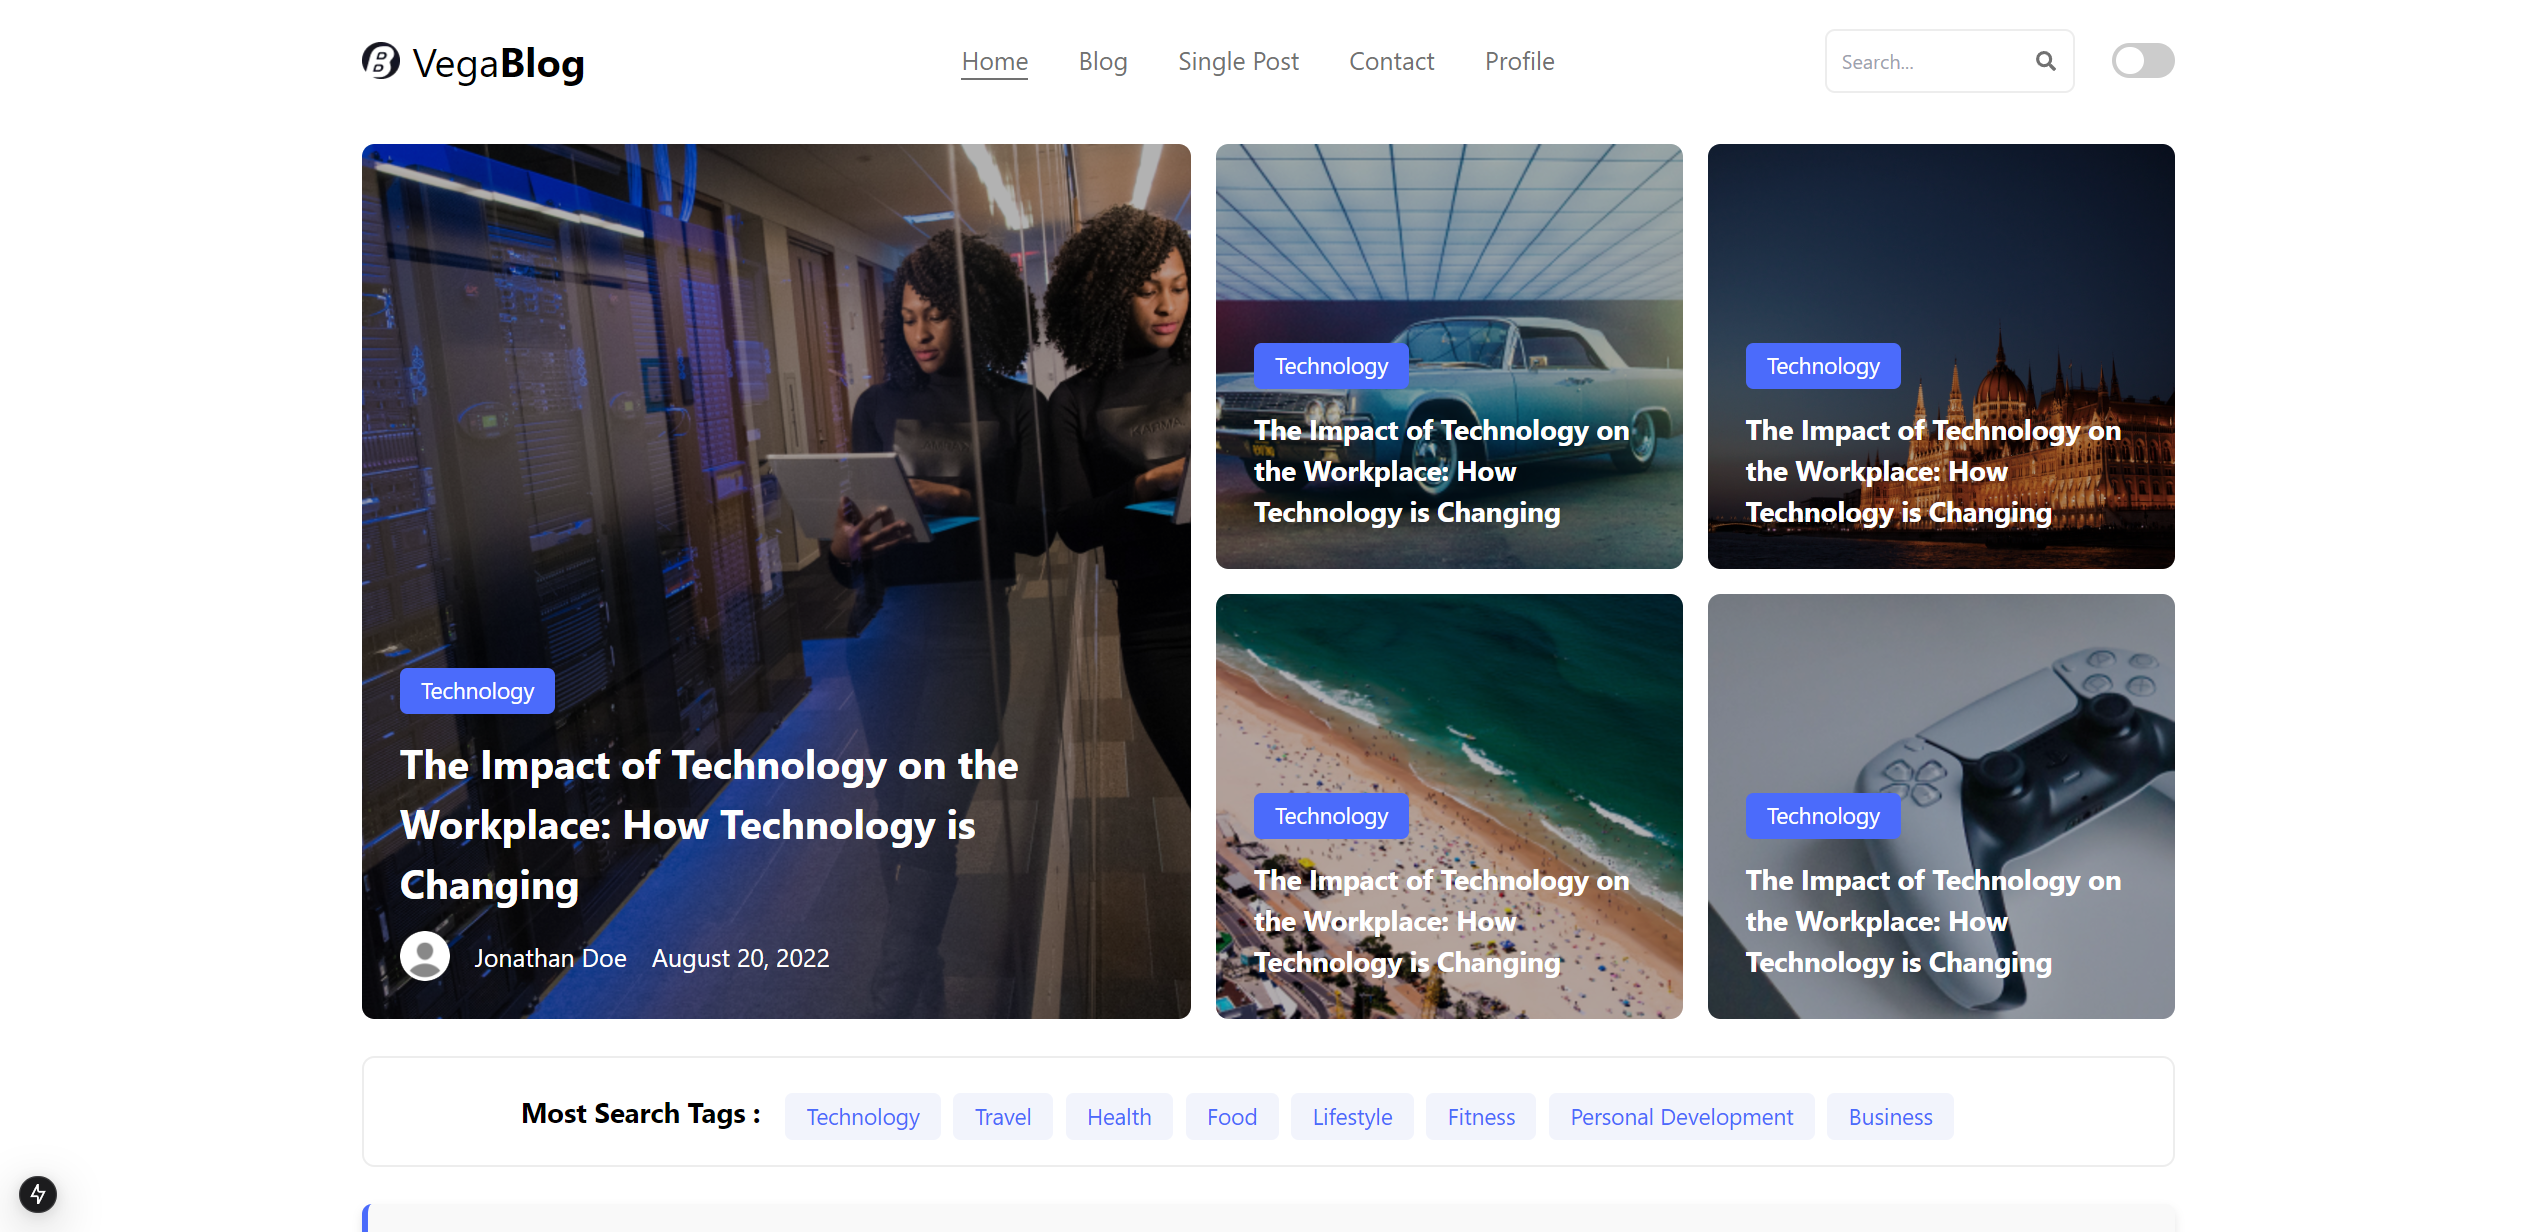 VegaBlog
Home Blog Single Post Contact Profile
Search...
Technology
The Impact of Technology on the
Workplace: How Technology is
Changing
Jonathan Doe August 20, 2022
Technology
The Impact of Technology on
the Workplace: How
Technology is Changing
Technology
The Impact of Technology on
the Workplace: How
Technology is Changing
Technology
The Impact of Technology on
the Workplace: How
Technology is Changing
Technology
The Impact of Technology on
the Workplace: How
Technology is Changing
Most Search Tags : Technology Travel Health Food Lifestyle Fitness Personal Development Business